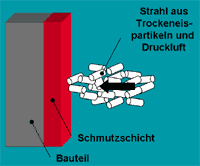 Strahl aus
Trockeneis-
partikeln und
Druckluft
Schmutzschicht
Bauteil